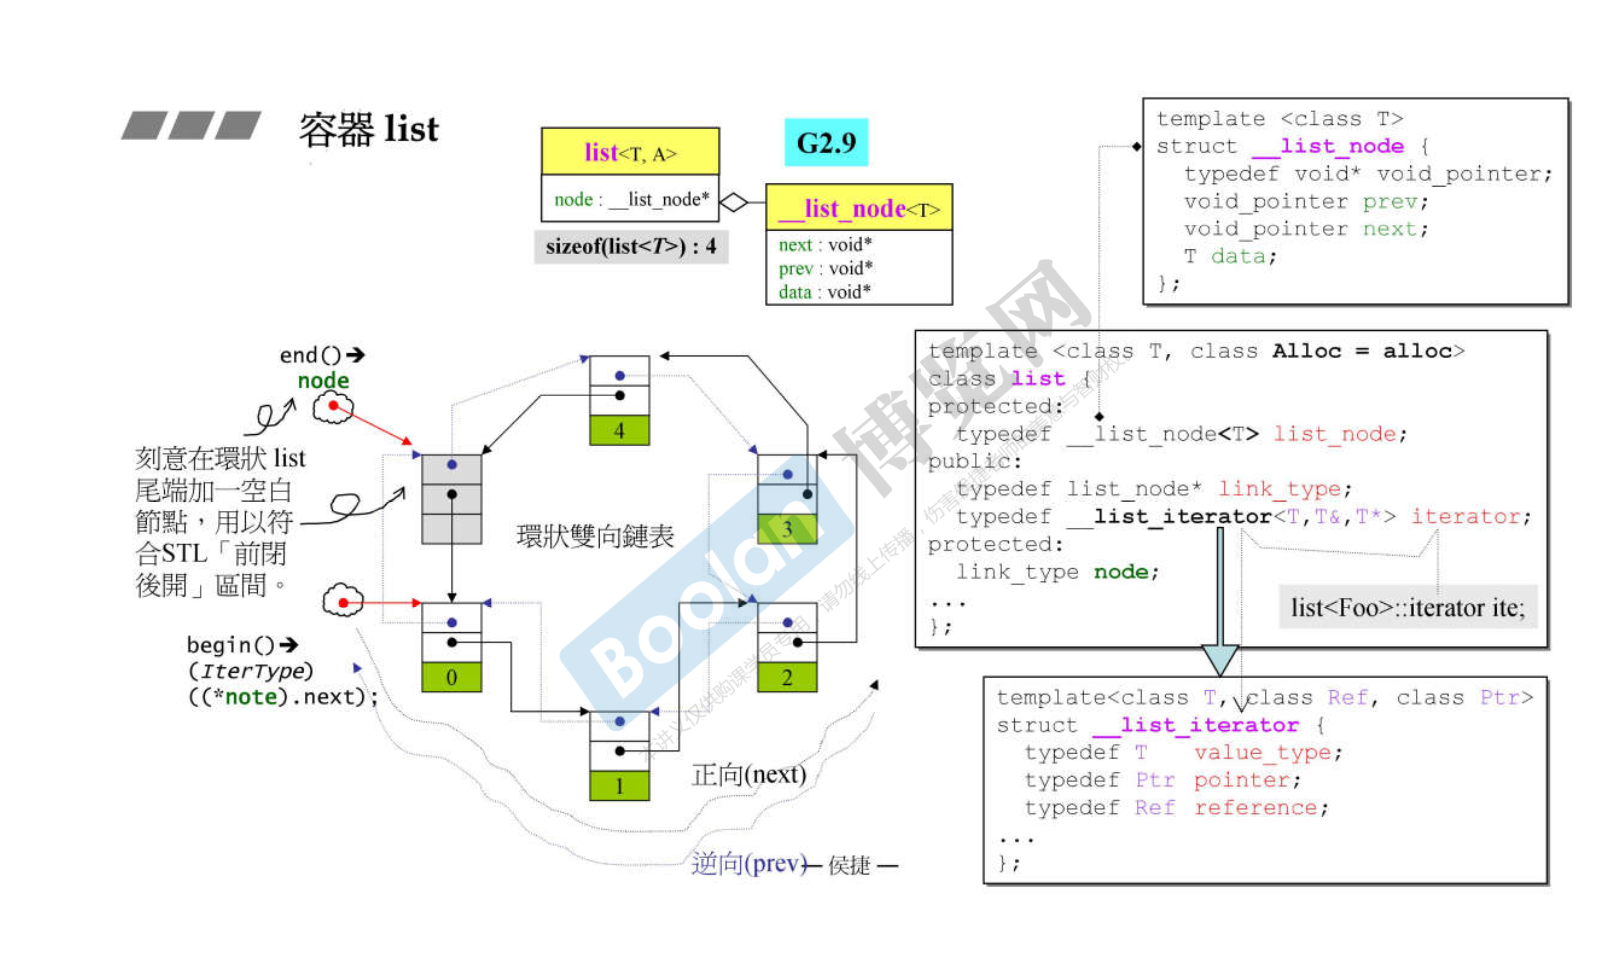 容器 list
list<T, A>
node : __list_node*
sizeof(list<T>) : 4
G2.9
__list_node<T>
next : void*
prev : void*
data : void*
template <class T>
struct __list_node {
typedef void* void_pointer;
void_pointer prev;
void_pointer next;
T data;
};
end()➔
node
刻意在環狀 list
尾端加一空白
節點，用以符
合STL「前閉
後開」區間。
begin()➔
(IterType)
((*note).next);
環狀雙向鏈表
4
3
2
1
0
正向(next)
逆向(prev)
— 侯捷 —
template <class T, class Alloc = alloc>
class list {
protected:
typedef __list_node<T> list_node;
public:
typedef list_node* link_type;
typedef __list_iterator<T,T&,T*> iterator;
protected:
link_type node;
...
};
list<Foo>::iterator ite;
template<class T, class Ref, class Ptr>
struct __list_iterator {
typedef T value_type;
typedef Ptr pointer;
typedef Ref reference;
...
};
Boolan
博览网